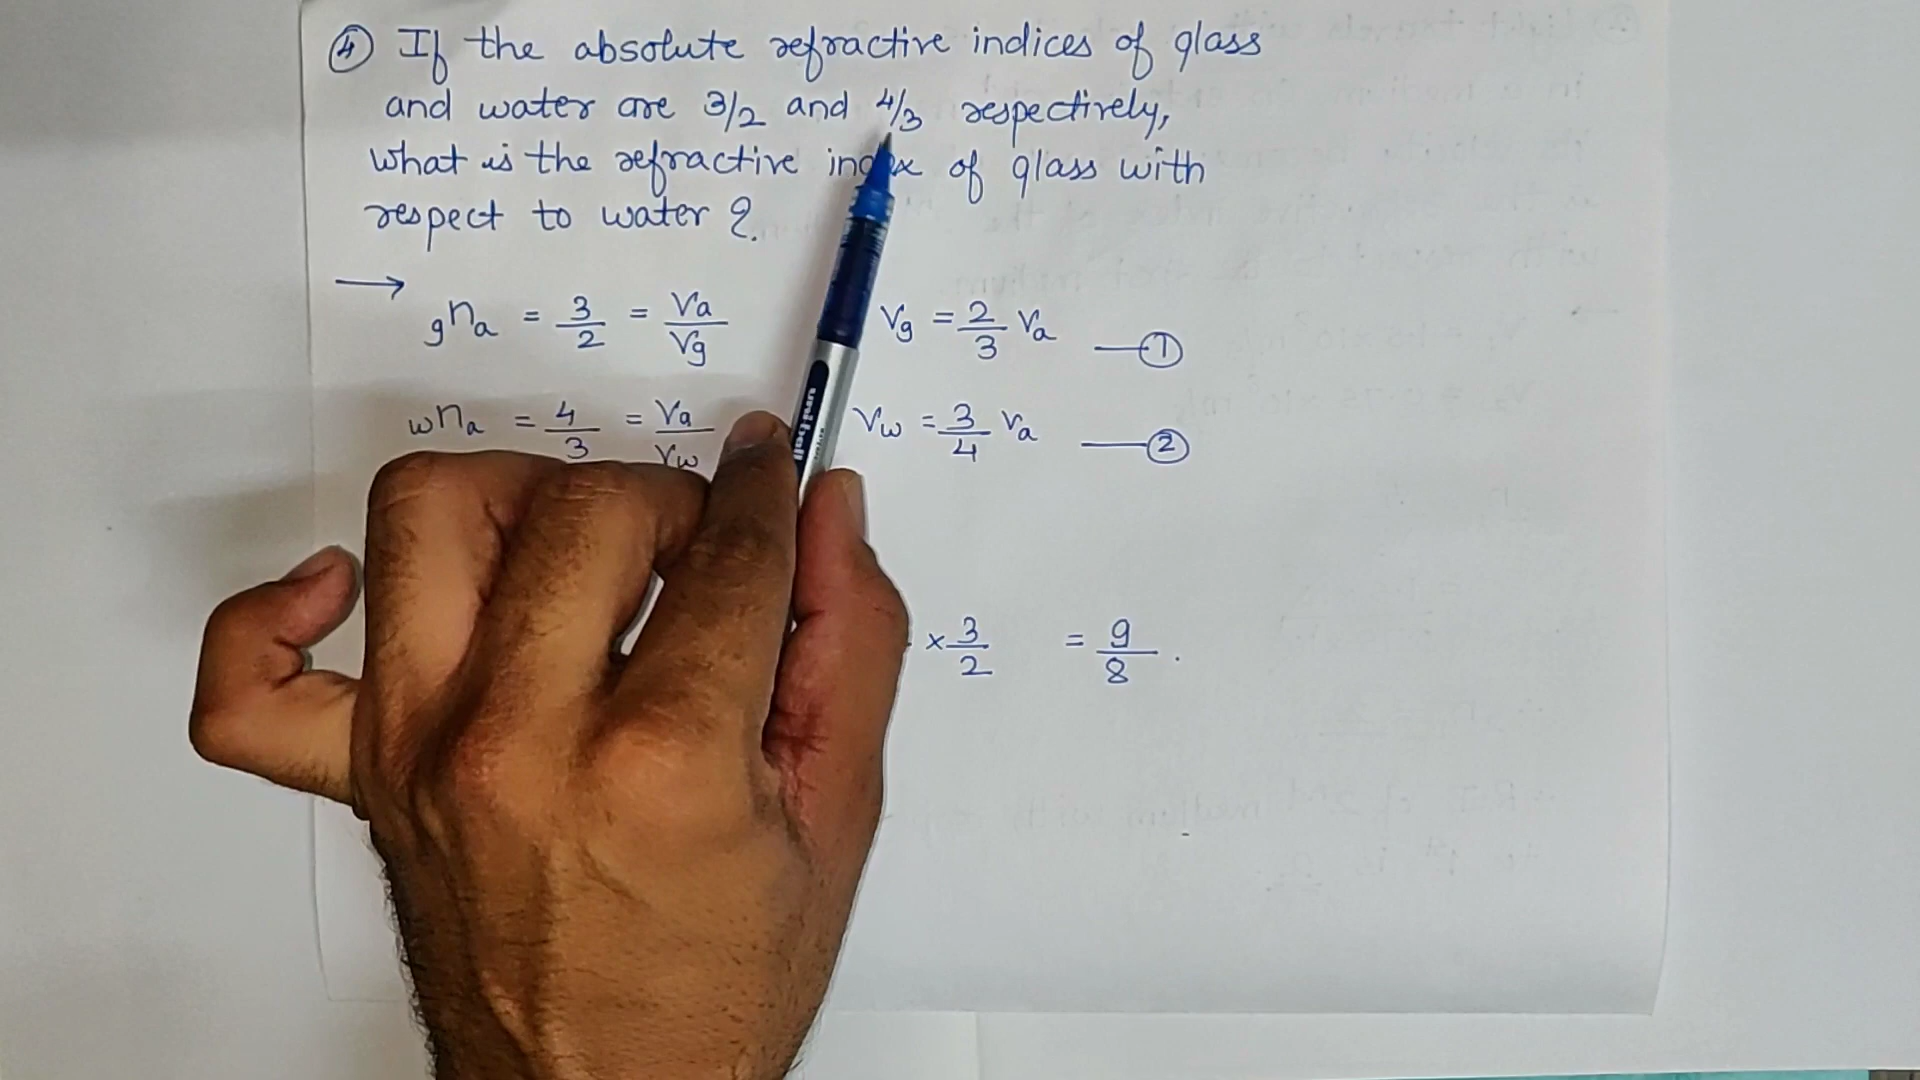 ④ If the absolute refractive indices of glass
and water are 3/2 and 4/3 respectively,
what is the refractive index of glass with
respect to water ?
→ gna = 3/2 = Va/Vg Vg = 2/3 Va —①
wna = 4/3 = Va/Vw Vw = 3/4 Va —②
× 3/2 = 9/8 .
uni-ball